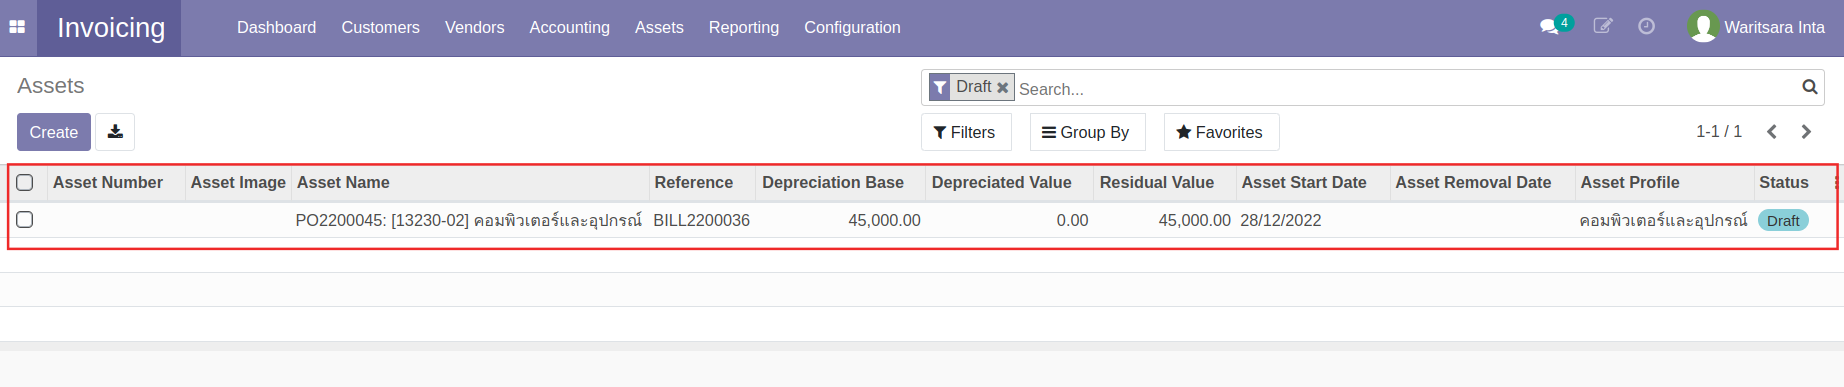 Invoicing Dashboard Customers Vendors Accounting Assets Reporting Configuration 4 Waritsara Inta
Assets Draft Search...
Create Filters Group By Favorites 1-1 / 1
Asset Number Asset Image Asset Name Reference Depreciation Base Depreciated Value Residual Value Asset Start Date Asset Removal Date Asset Profile Status
PO2200045: [13230-02] คอมพิวเตอร์และอุปกรณ์ BILL2200036 45,000.00 0.00 45,000.00 28/12/2022 คอมพิวเตอร์และอุปกรณ์ Draft